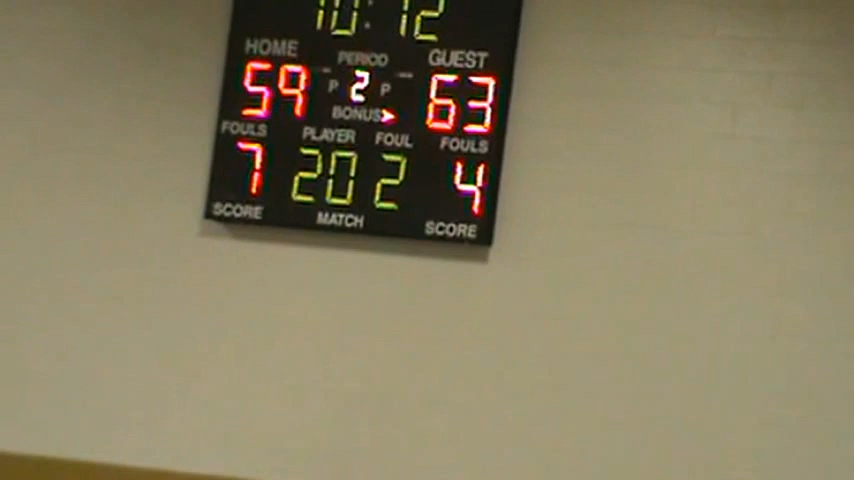 10:12
HOME PERIOD GUEST
59 P 2 P 63
BONUS
FOULS PLAYER FOUL FOULS
7 20 2 4
SCORE MATCH SCORE